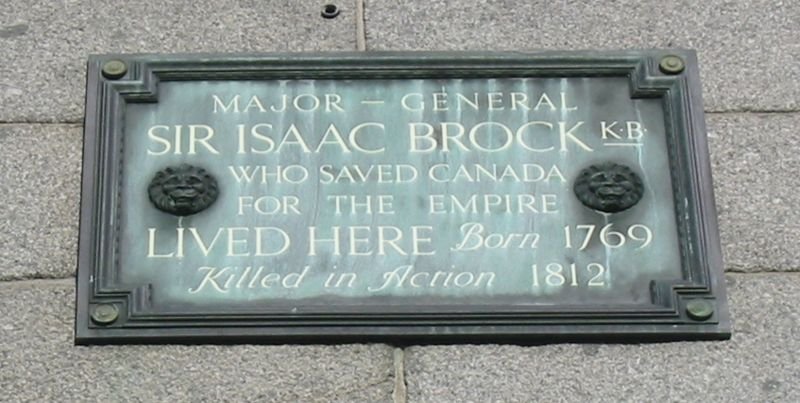 MAJOR – GENERAL
SIR ISAAC BROCK K·B·
WHO SAVED CANADA
FOR THE EMPIRE
LIVED HERE Born 1769
Killed in Action 1812